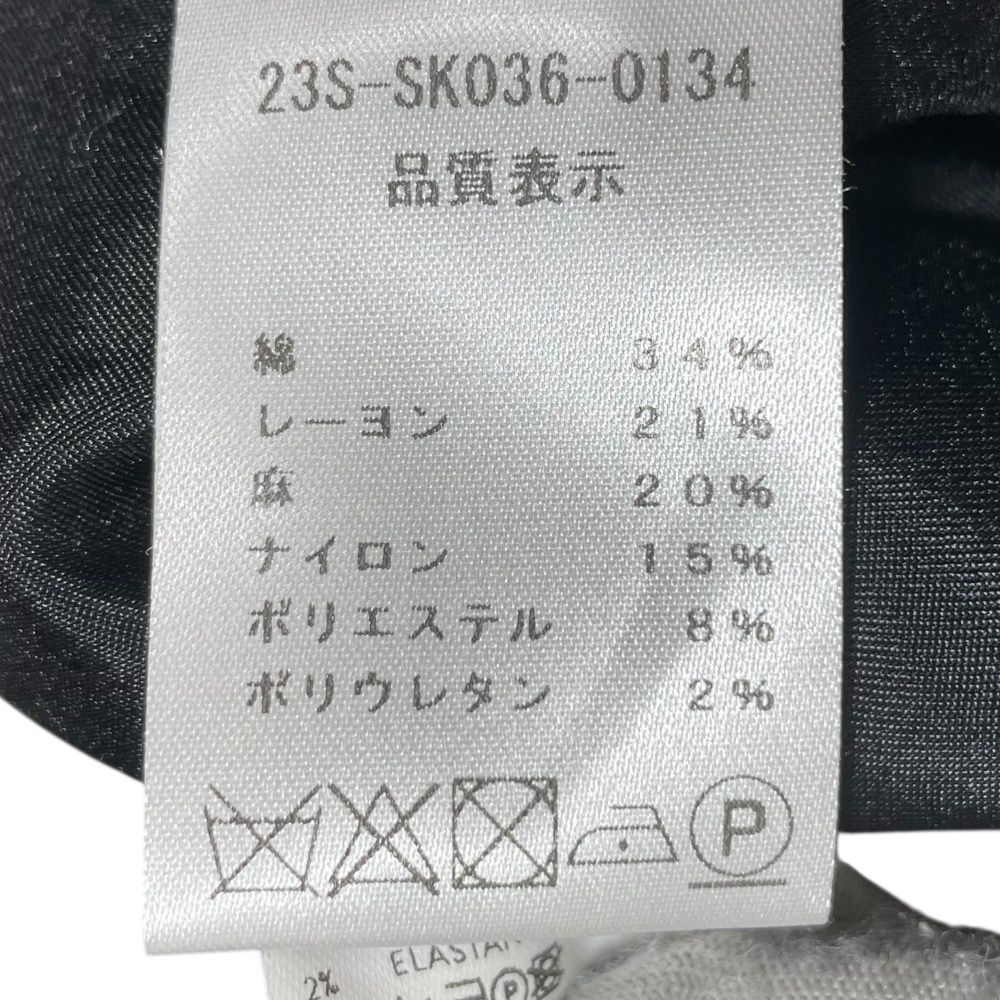 23S-SK036-0134
品質表示
綿 34%
レーヨン 21%
麻 20%
ナイロン 15%
ポリエステル 8%
ポリウレタン 2%
P
2%
P